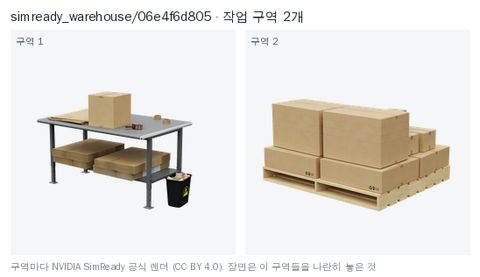 simready_warehouse/06e4f6d805 · 작업 구역 2개
구역 1
구역 2
구역마다 NVIDIA SimReady 공식 렌더 (CC BY 4.0). 장면은 이 구역들을 나란히 놓은 것